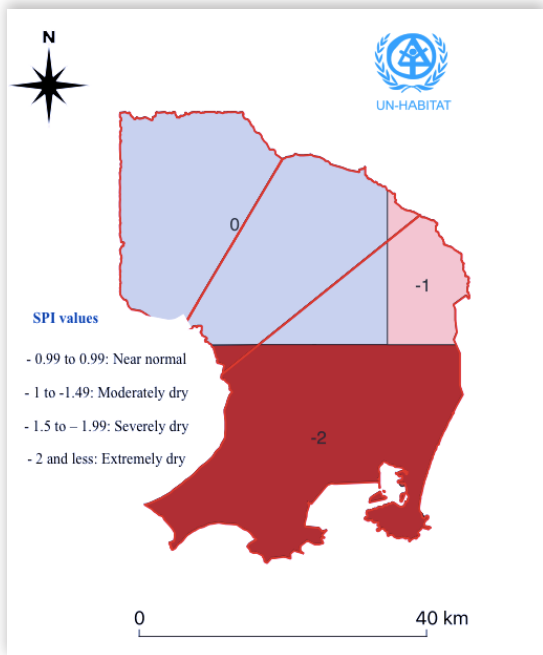 N
UN-HABITAT
0
-1
SPI values
- 0.99 to 0.99: Near normal
- 1 to -1.49: Moderately dry
- 1.5 to – 1.99: Severely dry
- 2 and less: Extremely dry
-2
0 40 km